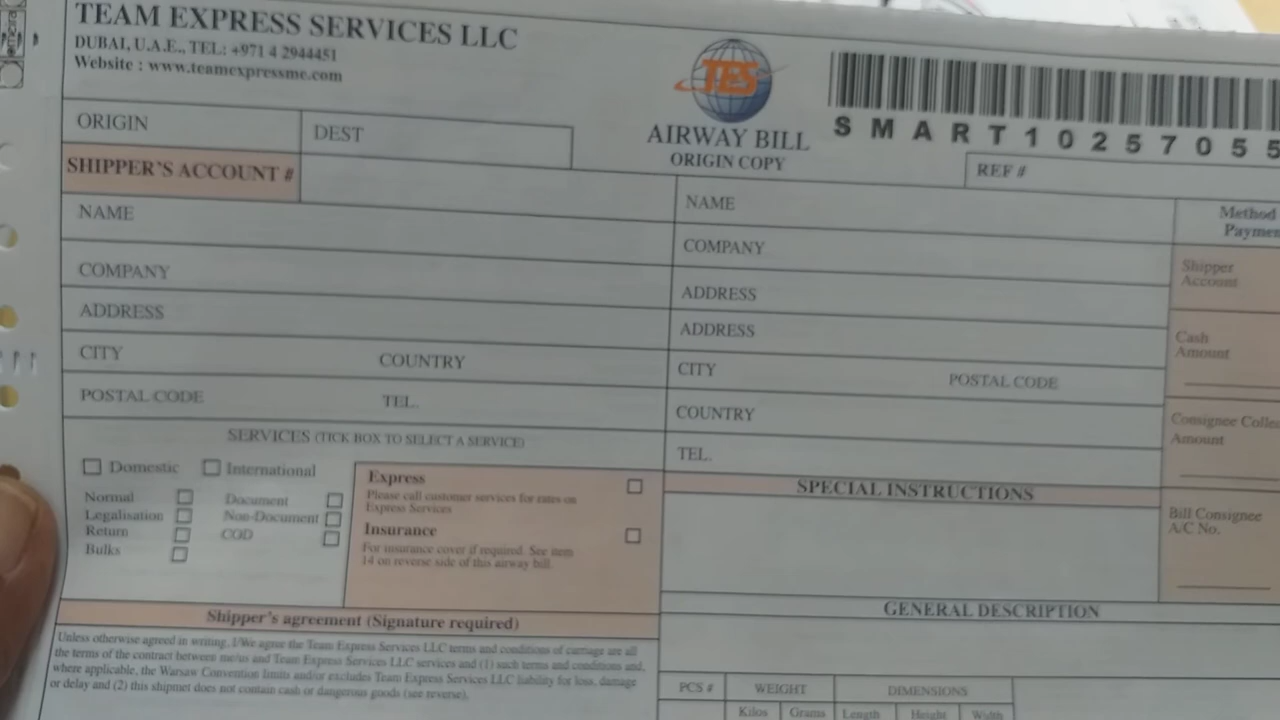 TEAM EXPRESS SERVICES LLC
DUBAI, U.A.E., TEL: +971 4 2944451
Website : www.teamexpressme.com
TES
AIRWAY BILL
ORIGIN COPY
SMART10257055
REF #
ORIGIN
DEST
SHIPPER'S ACCOUNT #
NAME
COMPANY
ADDRESS
CITY COUNTRY
POSTAL CODE TEL.
NAME
COMPANY
ADDRESS
ADDRESS
CITY POSTAL CODE
COUNTRY
TEL.
Method
Shipper
Account
Cash
Amount
Consignee
Amount
Bill Consignee
A/C No.
SERVICES (TICK BOX TO SELECT A SERVICE)
Domestic International
Normal Document
Legalisation Non-Document
Return COD
Bulks
Express
Please call customer services for rates on
Express Services
Insurance
For insurance cover if required. See item
14 on reverse side of this airway bill.
SPECIAL INSTRUCTIONS
GENERAL DESCRIPTION
Shipper's agreement (Signature required)
Unless otherwise agreed in writing, I/We agree the Team Express Services LLC terms and conditions of carriage are all
the terms of the contract between me/us and Team Express Services LLC services and (1) such terms and conditions and,
where applicable, the Warsaw Convention limits and/or excludes Team Express Services LLC liability for loss, damage
or delay and (2) this shipmet does not contain cash or dangerous goods (see reverse).
PCS # WEIGHT DIMENSIONS
Kilos Grams Length Height Width